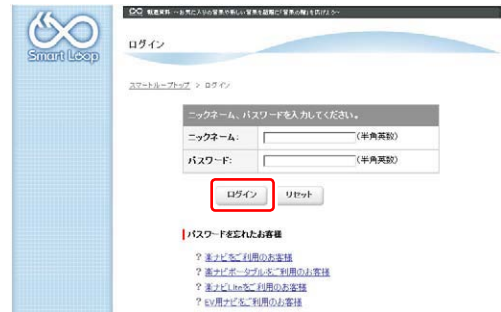 Smart Loop
ログイン
スマートループトップ > ログイン
ニックネーム、パスワードを入力してください。
ニックネーム: (半角英数)
パスワード: (半角英数)
ログイン リセット
パスワードを忘れたお客様
? 楽ナビをご利用のお客様
? 楽ナビポータブルをご利用のお客様
? 楽ナビLiteをご利用のお客様
? EV用ナビをご利用のお客様